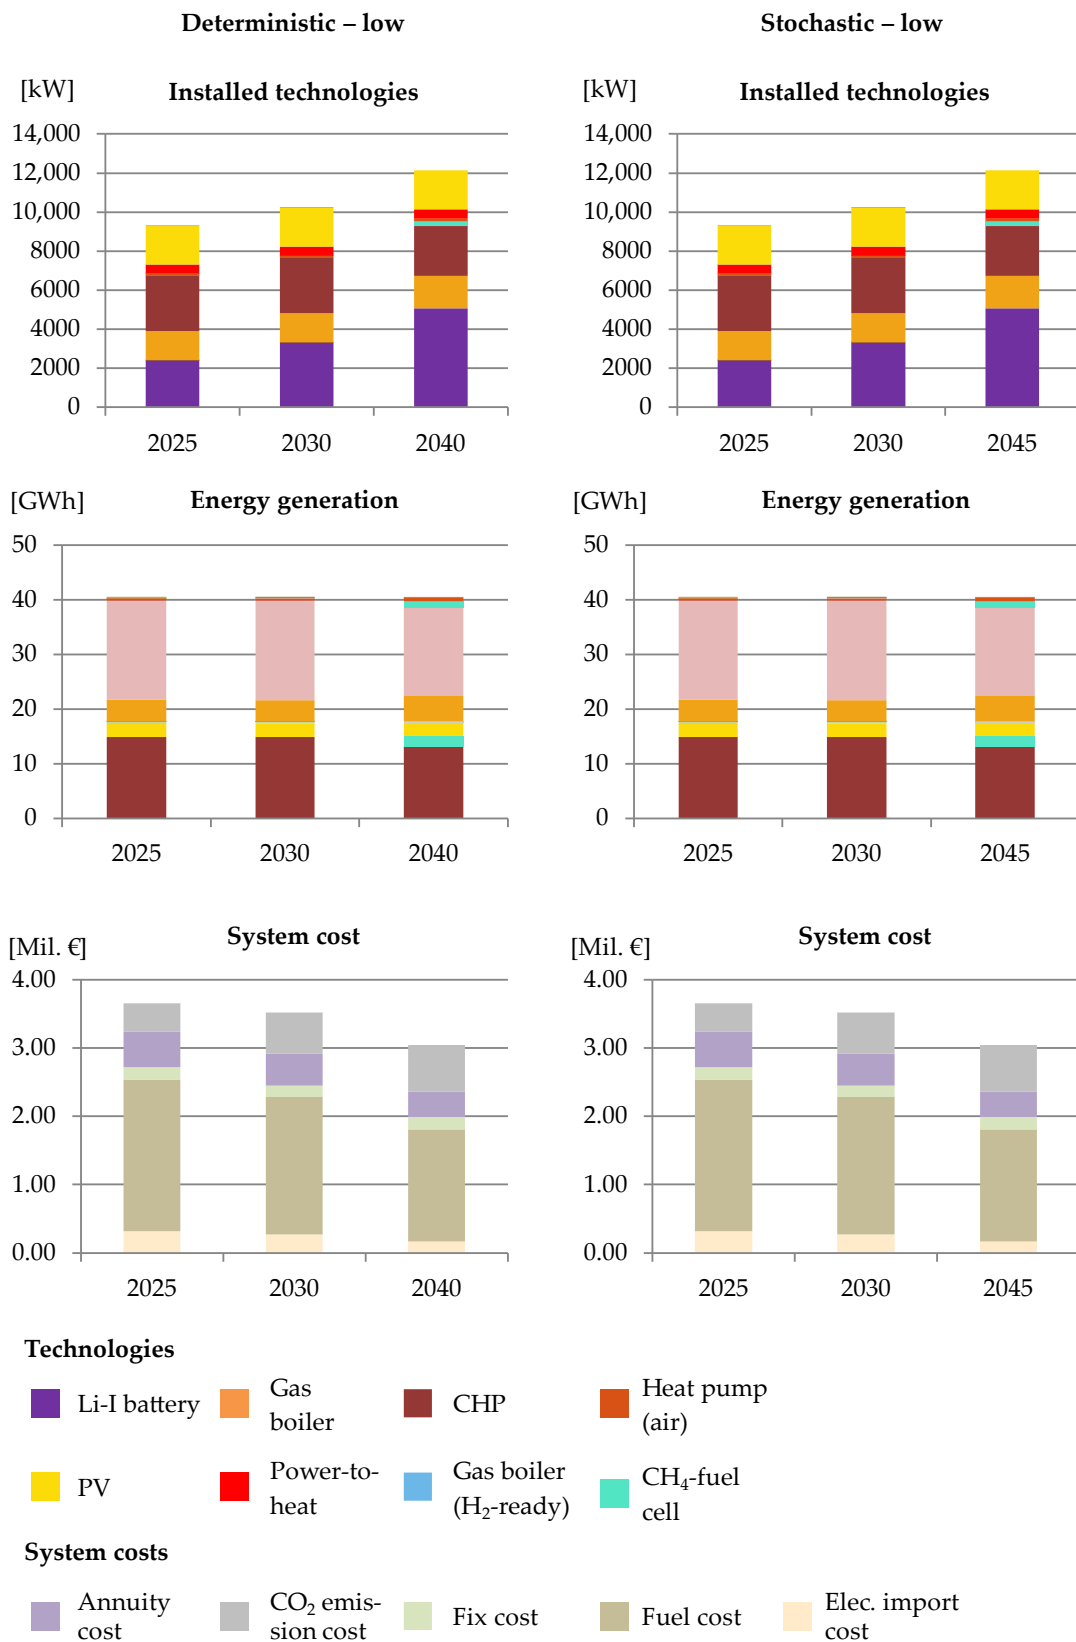 Deterministic – low
Stochastic – low
[kW]
Installed technologies
14,000
12,000
10,000
8000
6000
4000
2000
0
2025
2030
2040
[kW]
Installed technologies
14,000
12,000
10,000
8000
6000
4000
2000
0
2025
2030
2045
[GWh]
Energy generation
50
40
30
20
10
0
2025
2030
2040
[GWh]
Energy generation
50
40
30
20
10
0
2025
2030
2045
[Mil. €]
System cost
4.00
3.00
2.00
1.00
0.00
2025
2030
2040
[Mil. €]
System cost
4.00
3.00
2.00
1.00
0.00
2025
2030
2045
Technologies
Li-I battery
Gas
boiler
CHP
Heat pump
(air)
PV
Power-to-
heat
Gas boiler
(H₂-ready)
CH₄-fuel
cell
System costs
Annuity
cost
CO₂ emis-
sion cost
Fix cost
Fuel cost
Elec. import
cost